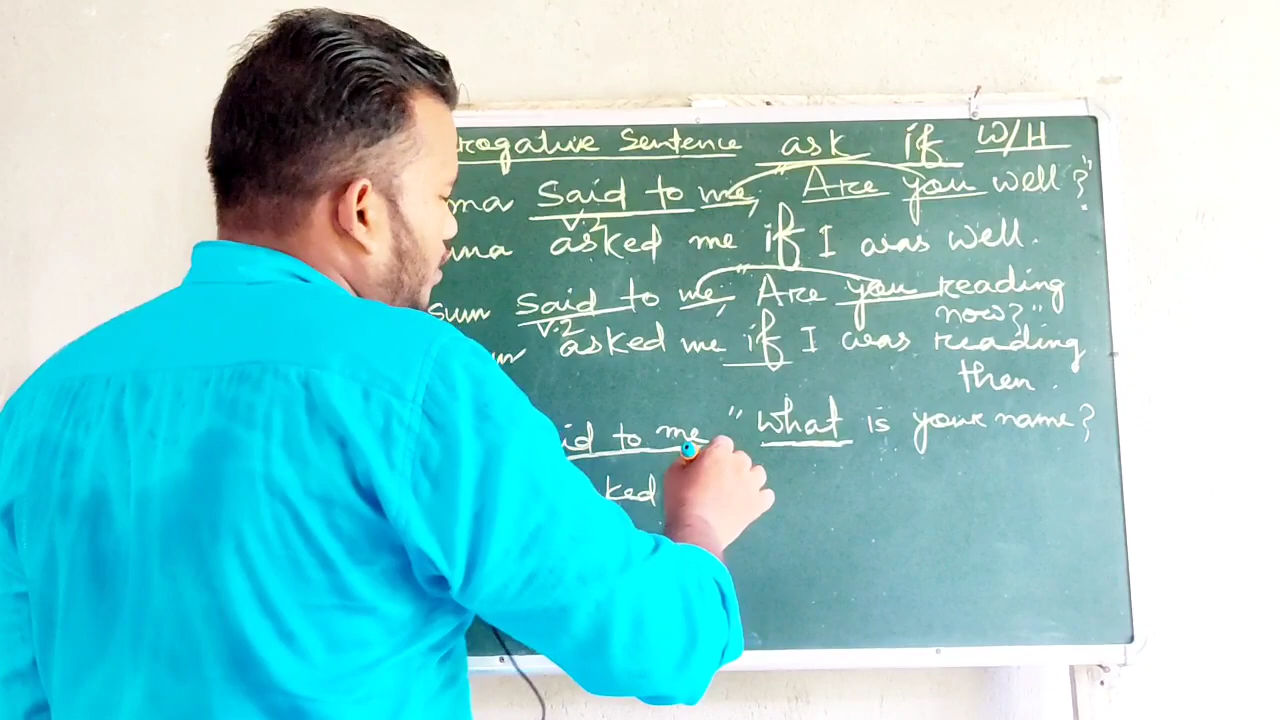 rogative Sentence ask if W/H
ma Said to me, "Are you well?"
V.2
ma asked me if I was well.
sum Said to me, "Are you reading now?"
V.2
m asked me if I was reading then.
id to me "What is your name?
ked